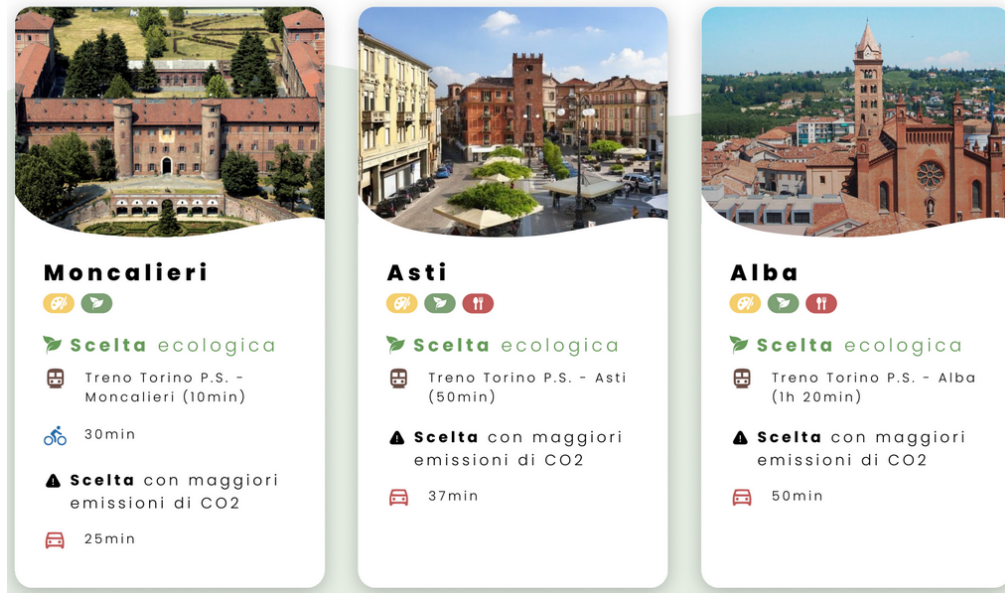 Moncalieri
Scelta ecologica
Treno Torino P.S. -
Moncalieri (10min)
30min
Scelta con maggiori
emissioni di CO2
25min
Asti
Scelta ecologica
Treno Torino P.S. - Asti
(50min)
Scelta con maggiori
emissioni di CO2
37min
Alba
Scelta ecologica
Treno Torino P.S. - Alba
(1h 20min)
Scelta con maggiori
emissioni di CO2
50min